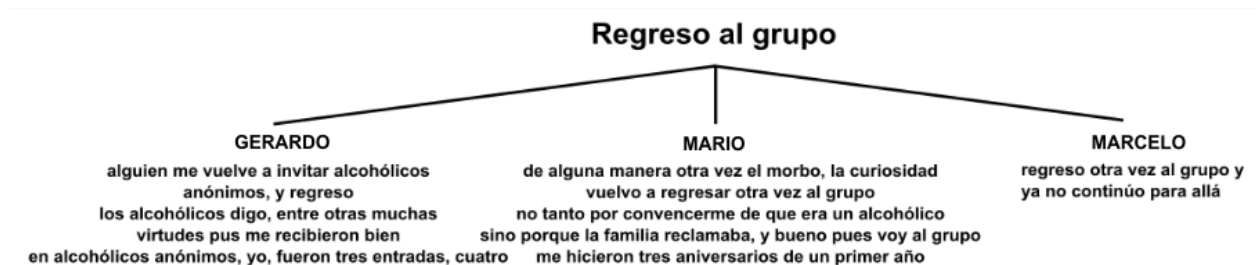 Regreso al grupo
GERARDO
alguien me vuelve a invitar alcohólicos
anónimos, y regreso
los alcohólicos digo, entre otras muchas
virtudes pus me recibieron bien
en alcohólicos anónimos, yo, fueron tres entradas, cuatro
MARIO
de alguna manera otra vez el morbo, la curiosidad
vuelvo a regresar otra vez al grupo
no tanto por convencerme de que era un alcohólico
sino porque la familia reclamaba, y bueno pues voy al grupo
me hicieron tres aniversarios de un primer año
MARCELO
regreso otra vez al grupo y
ya no continúo para allá